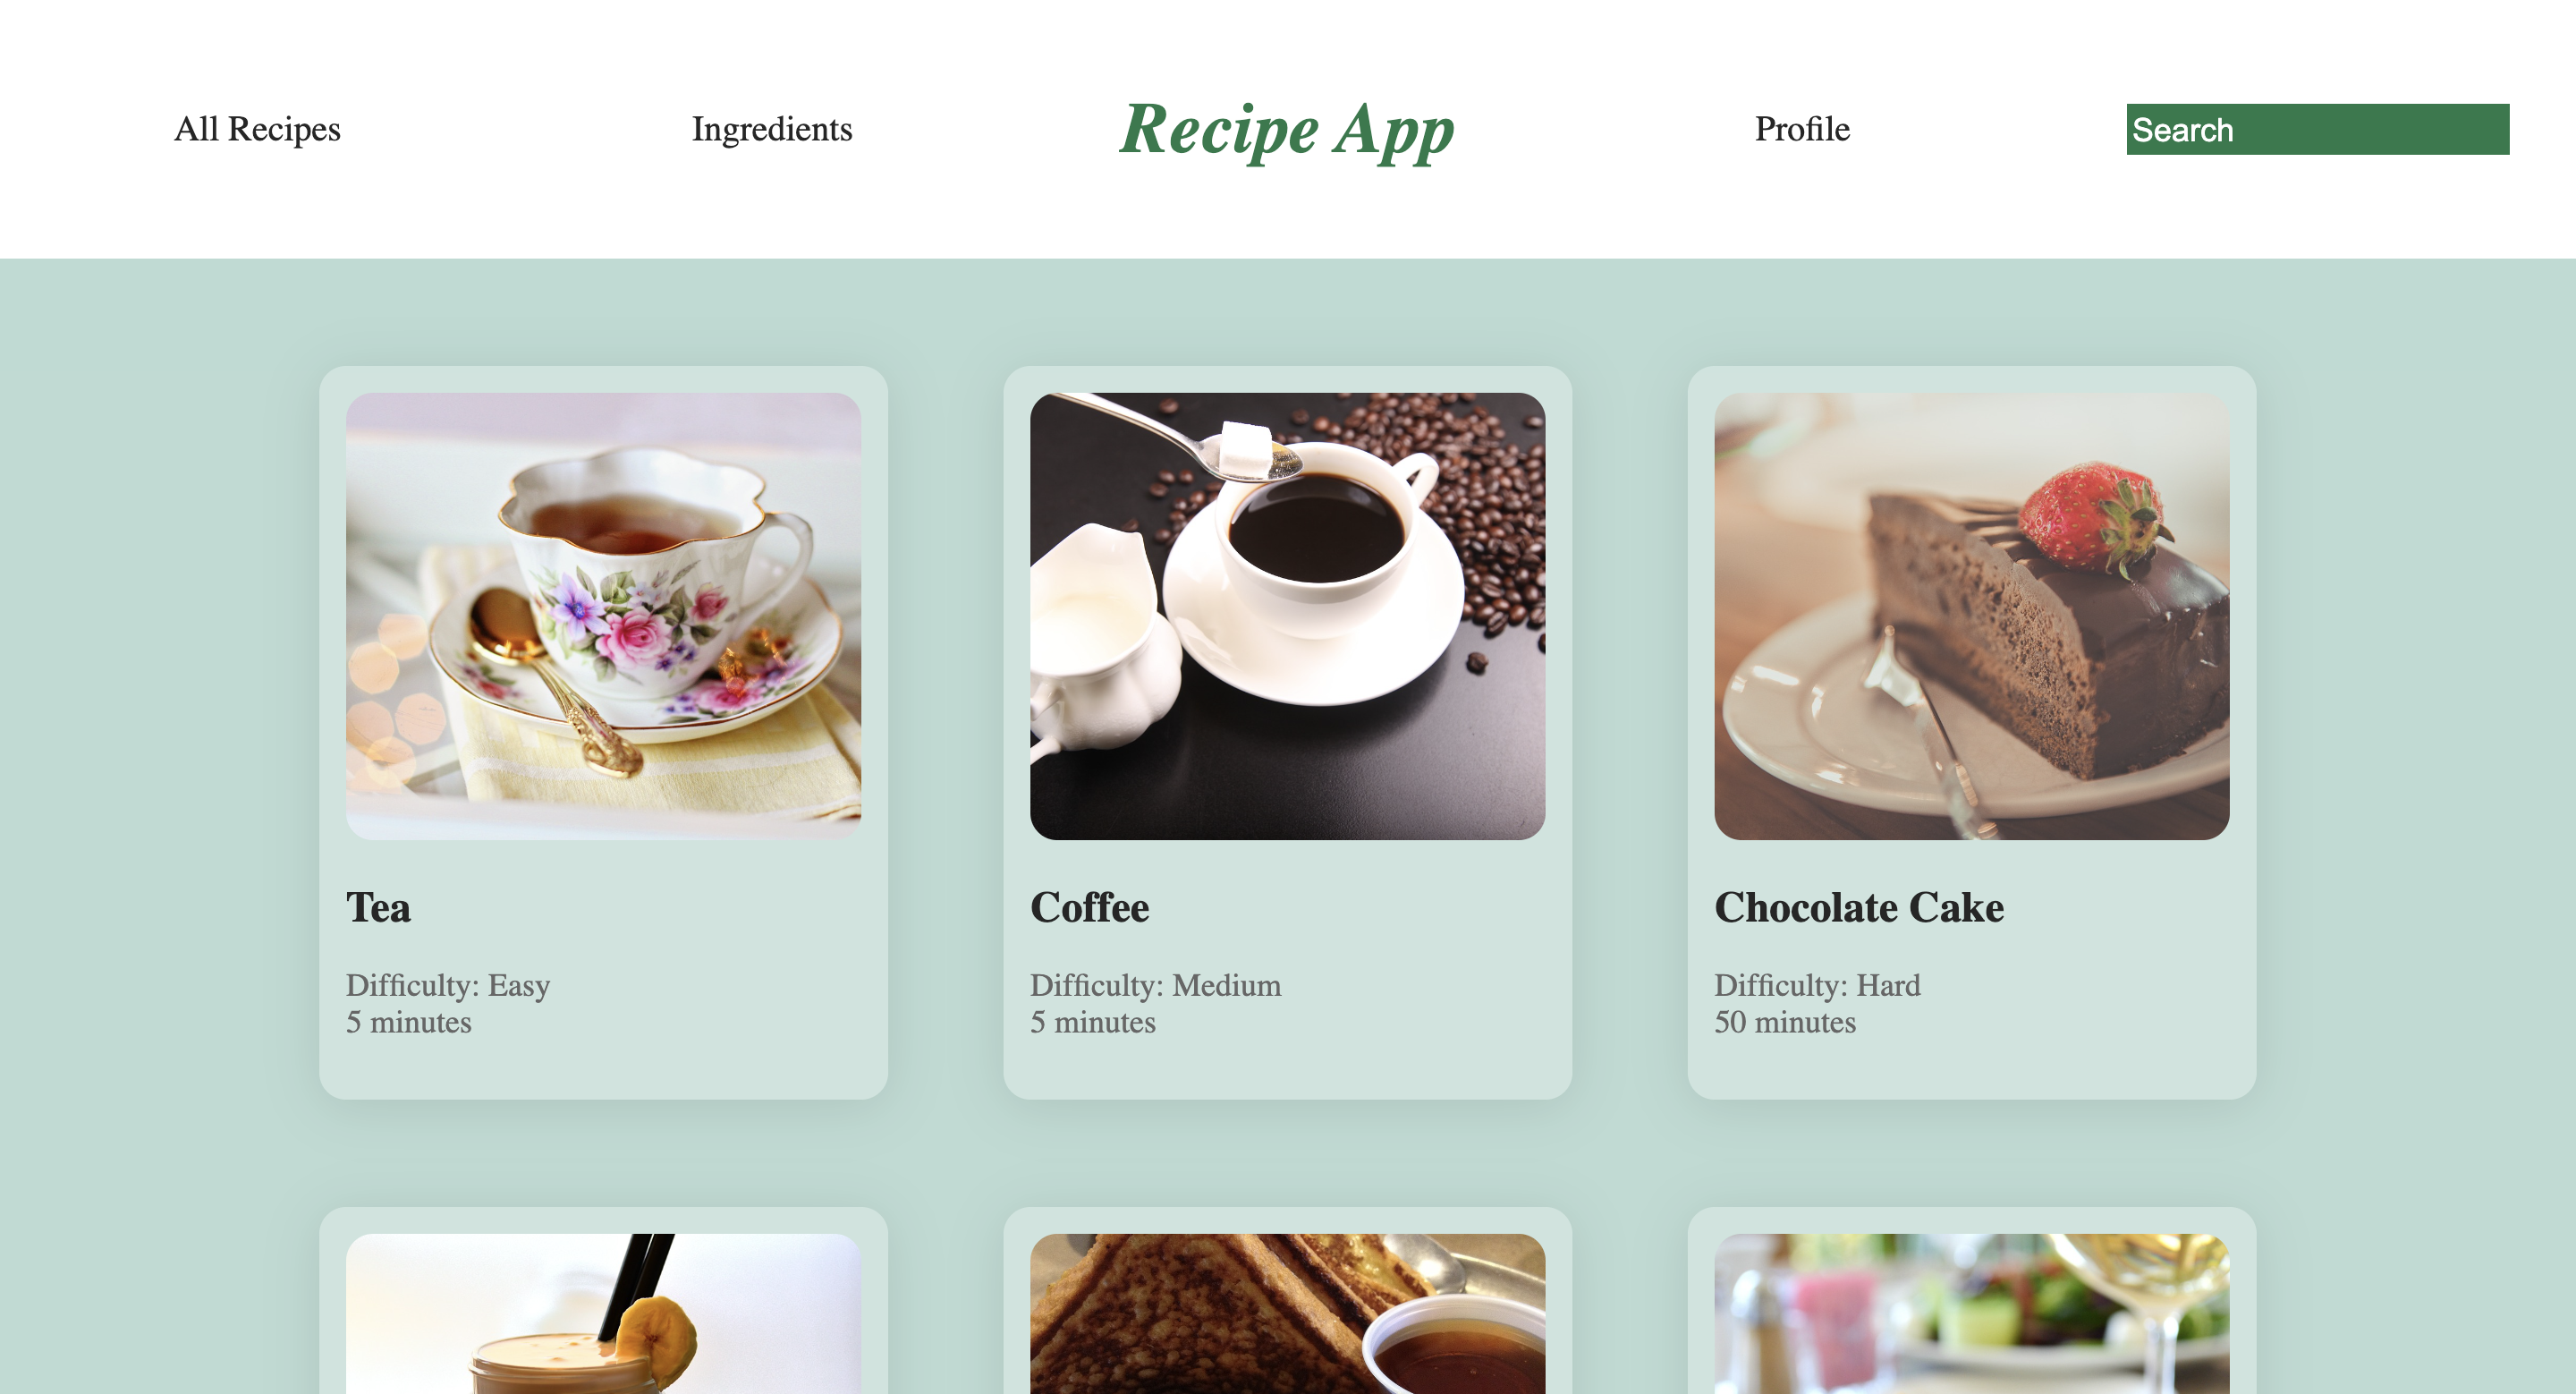 All Recipes
Ingredients
Recipe App
Profile
Search
Tea
Difficulty: Easy
5 minutes
Coffee
Difficulty: Medium
5 minutes
Chocolate Cake
Difficulty: Hard
50 minutes